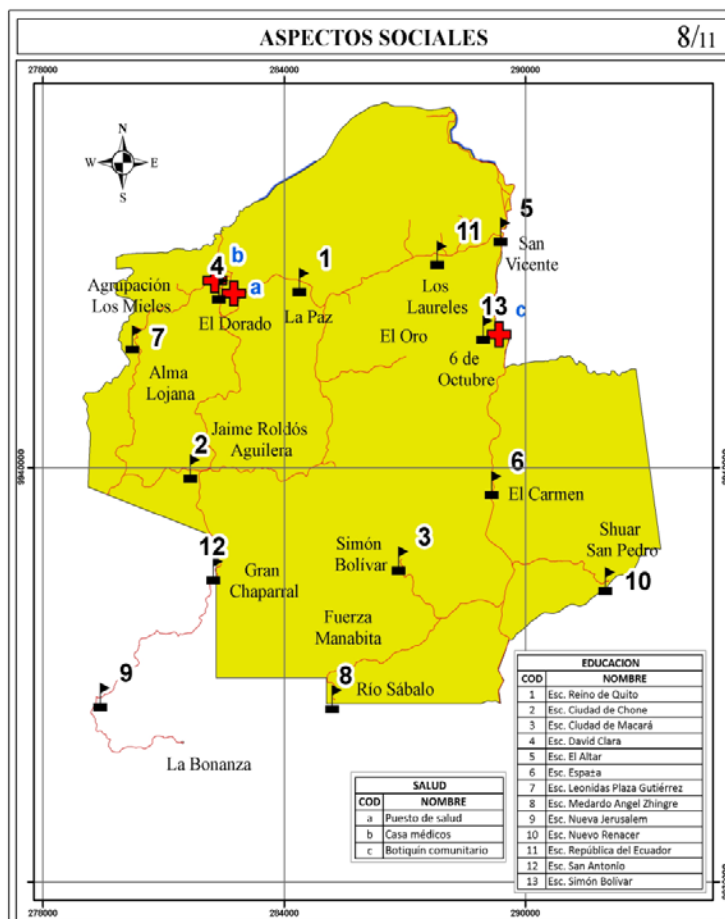 ASPECTOS SOCIALES 8/11
278000 284000 290000
N
W E
S
5
11
San
Vicente
b
4
1
a
Agrupación
Los Mieles
El Dorado
La Paz
Los
Laureles
13
c
7
El Oro
6 de
Octubre
Alma
Lojana
Jaime Roldós
Aguilera
2
6
El Carmen
12
Simón
Bolívar
3
Shuar
San Pedro
10
Gran
Chaparral
Fuerza
Manabita
9
8
Río Sábalo
La Bonanza
EDUCACION
COD NOMBRE
1 Esc. Reino de Quito
2 Esc. Ciudad de Chone
3 Esc. Ciudad de Macará
4 Esc. David Clara
5 Esc. El Altar
6 Esc. Espa±a
7 Esc. Leonidas Plaza Gutiérrez
8 Esc. Medardo Angel Zhingre
9 Esc. Nueva Jerusalem
10 Esc. Nuevo Renacer
11 Esc. República del Ecuador
12 Esc. San Antonio
13 Esc. Simón Bolívar
SALUD
COD NOMBRE
a Puesto de salud
b Casa médicos
c Botiquín comunitario
278000 284000 290000